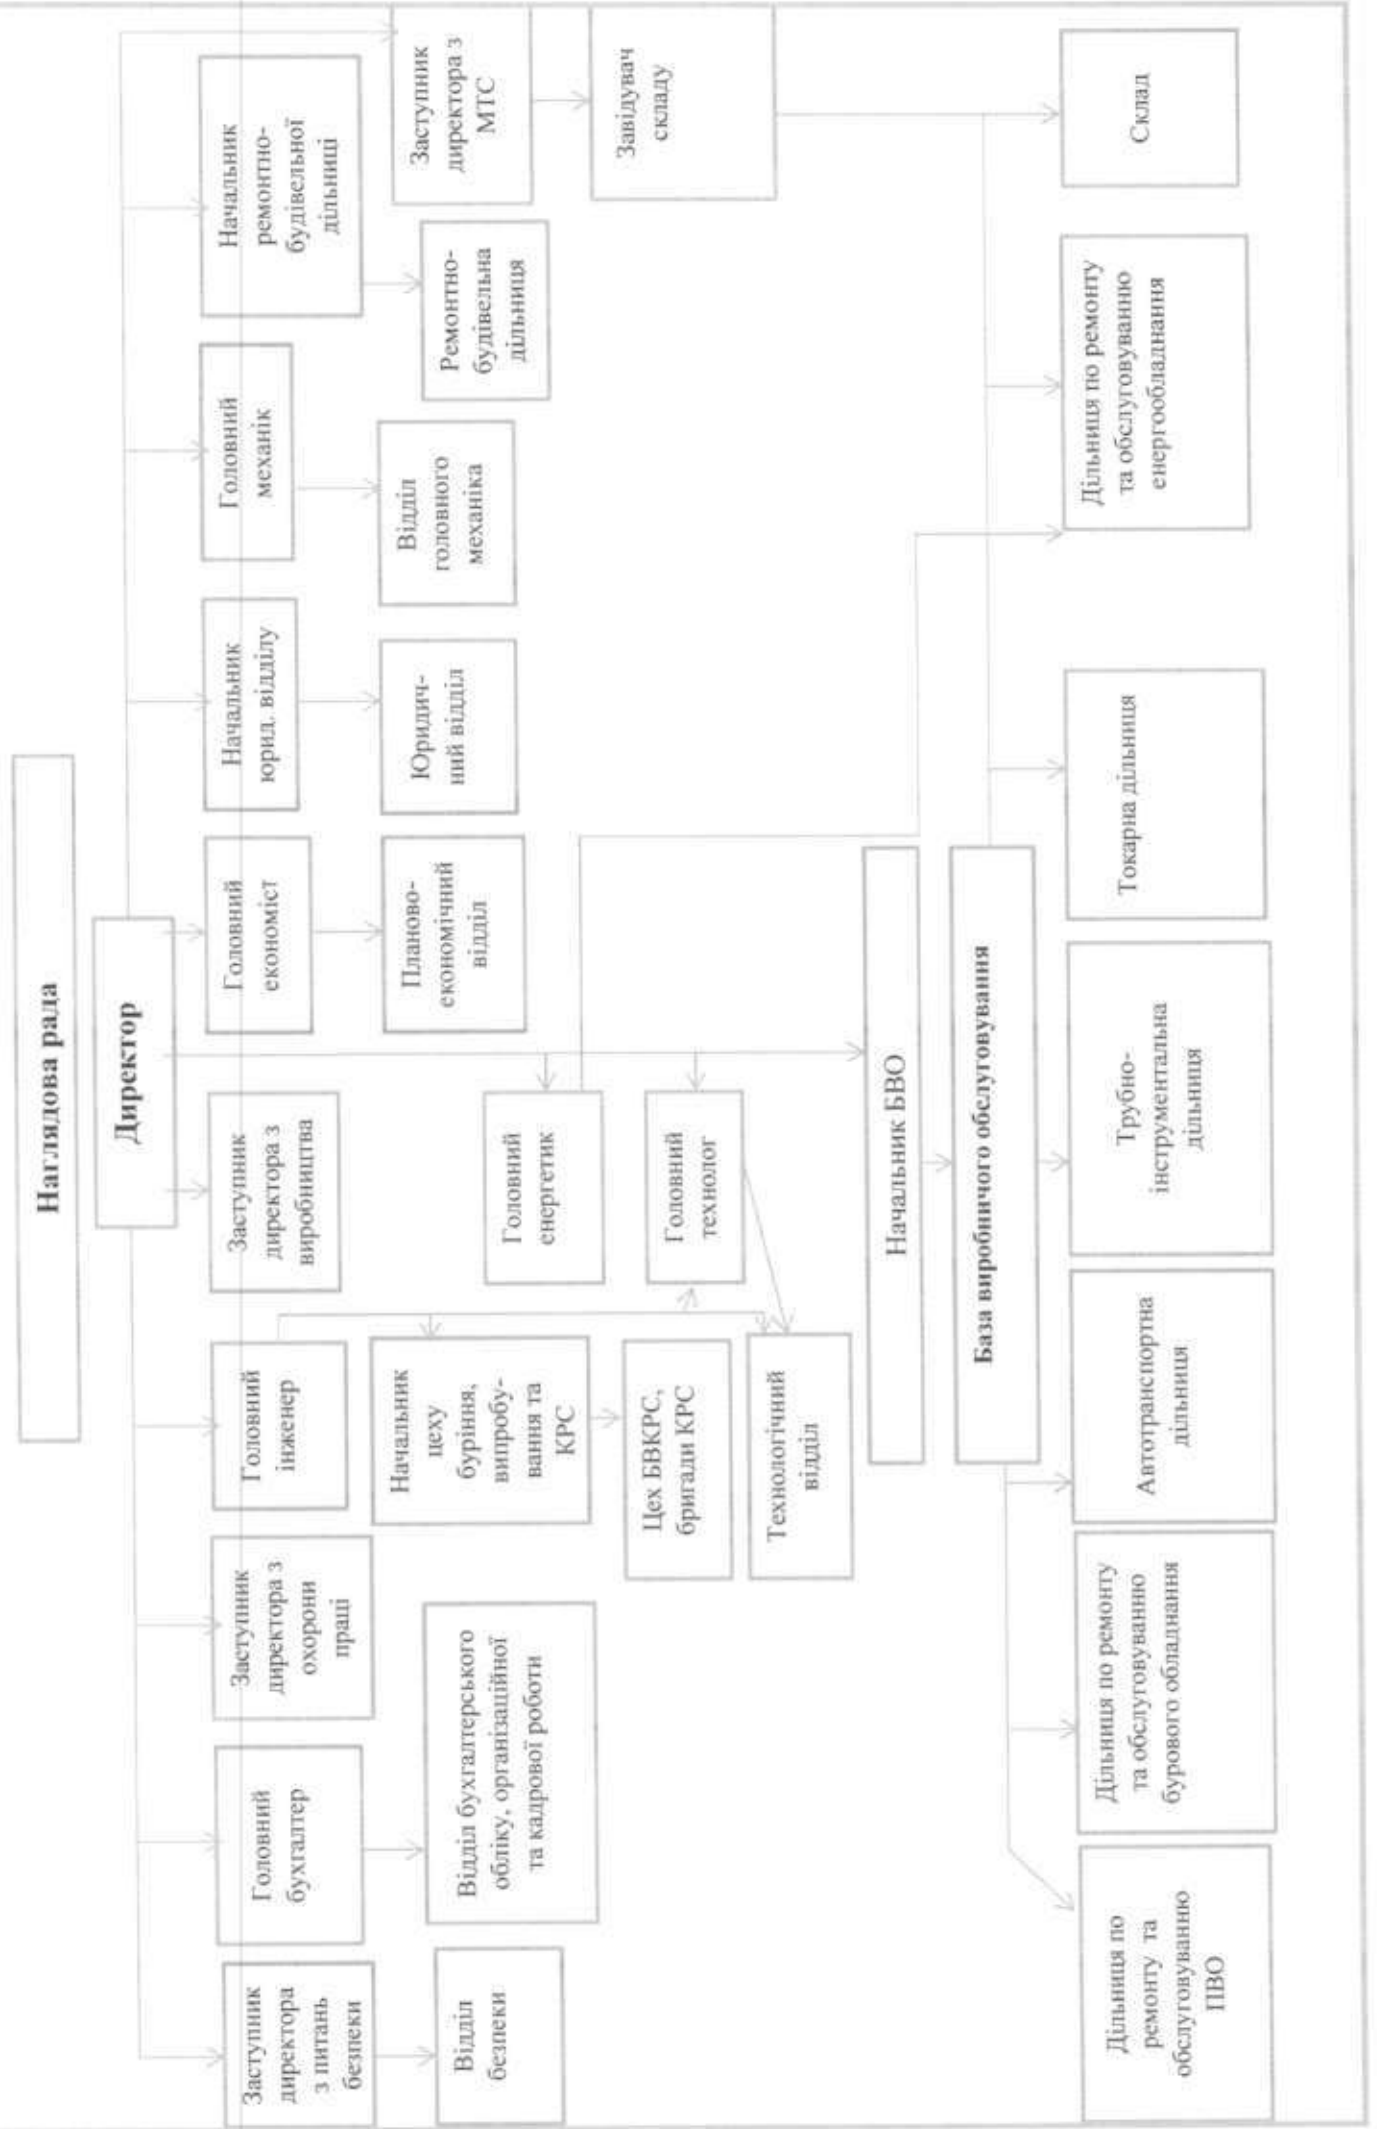 Наглядова рада
Директор
Заступник
директора
з питань
безпеки
Головний
бухгалтер
Заступник
директора з
охорони
праці
Головний
інженер
Заступник
директора з
виробництва
Головний
економіст
Начальник
юрид. відділу
Головний
механік
Начальник
ремонтно-
будівельної
дільниці
Заступник
директора з
МТС
Відділ
безпеки
Відділ бухгалтерського
обліку, організаційної
та кадрової роботи
Начальник
цеху
буріння,
випробу-
вання та
КРС
Планово-
економічний
відділ
Юридич-
ний відділ
Відділ
головного
механіка
Ремонтно-
будівельна
дільниця
Завідувач
складу
Головний
енергетик
Цех БВКРС,
бригади КРС
Головний
технолог
Технологічний
відділ
Начальник БВО
База виробничого обслуговування
Дільниця по
ремонту та
обслуговуванню
ПВО
Дільниця по ремонту
та обслуговуванню
бурового обладнання
Автотранспортна
дільниця
Трубно-
інструментальна
дільниця
Токарна дільниця
Дільниця по ремонту
та обслуговуванню
енергообладнання
Склад